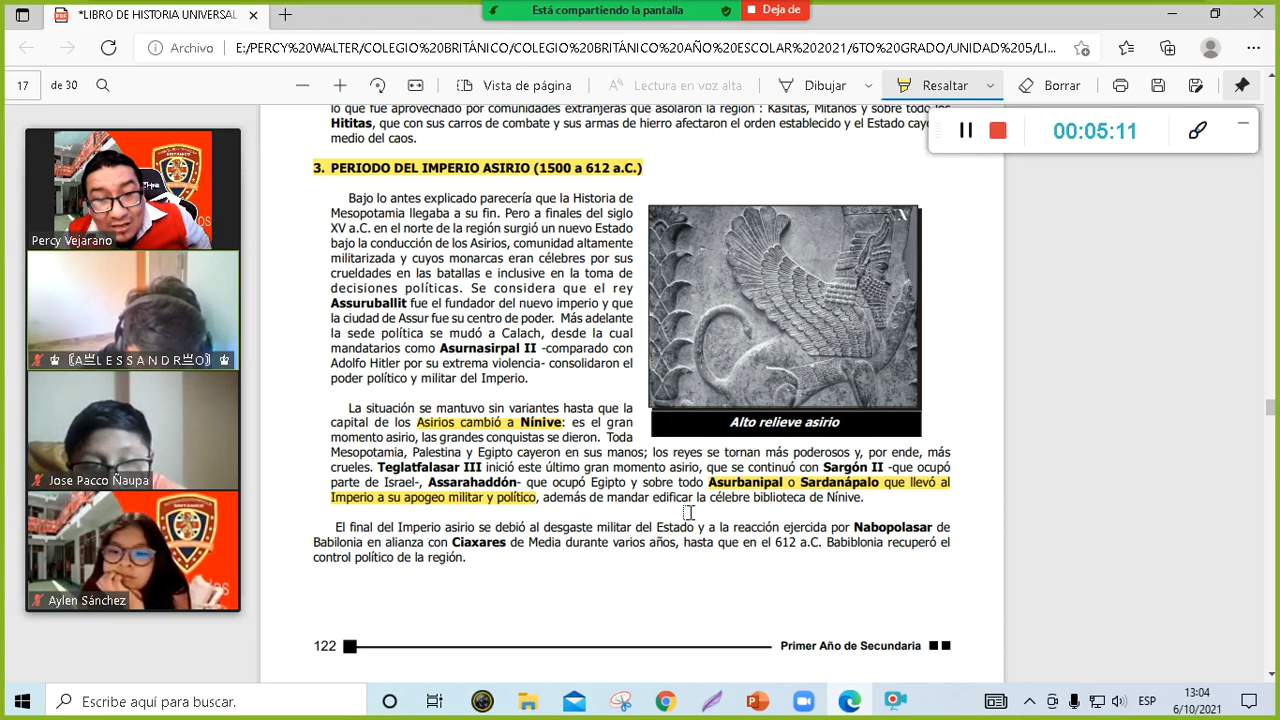 *LIBRO DE HISTORIA UNIVERSAL
Está compartiendo la pantalla
Deja de
Archivo
E:/PERCY%20WALTER/COLEGIO%20BRITÁNICO/COLEGIO%20BRITÁNICO%20AÑO%20ESCOLAR%202021/6TO%20GRADO/UNIDAD%205/LI...
17 de 30
Vista de página
Lectura en voz alta
Dibujar
Resaltar
Borrar
00:05:11
lo que fue aprovechado por comunidades extranjeras que asolaron la region : Kasitas, Mitanos y sobre todo los
Hititas, que con sus carros de combate y sus armas de hierro afectaron el orden establecido y el Estado cayó
medio del caos.
3. PERIODO DEL IMPERIO ASIRIO (1500 a 612 a.C.)
Bajo lo antes explicado parecería que la Historia de
Mesopotamia llegaba a su fin. Pero a finales del siglo
XV a.C. en el norte de la región surgió un nuevo Estado
bajo la conducción de los Asirios, comunidad altamente
militarizada y cuyos monarcas eran célebres por sus
crueldades en las batallas e inclusive en la toma de
decisiones políticas. Se considera que el rey
Assuruballit fue el fundador del nuevo imperio y que
la ciudad de Assur fue su centro de poder. Más adelante
la sede política se mudó a Calach, desde la cual
mandatarios como Asurnasirpal II -comparado con
Adolfo Hitler por su extrema violencia- consolidaron el
poder político y militar del Imperio.
Alto relieve asirio
La situación se mantuvo sin variantes hasta que la
capital de los Asirios cambió a Nínive: es el gran
momento asirio, las grandes conquistas se dieron. Toda
Mesopotamia, Palestina y Egipto cayeron en sus manos; los reyes se tornan más poderosos y, por ende, más
crueles. Teglatfalasar III inició este último gran momento asirio, que se continuó con Sargón II -que ocupó
parte de Israel-, Assarahaddón- que ocupó Egipto y sobre todo Asurbanipal o Sardanápalo que llevó al
Imperio a su apogeo militar y político, además de mandar edificar la célebre biblioteca de Nínive.
El final del Imperio asirio se debió al desgaste militar del Estado y a la reacción ejercida por Nabopolasar de
Babilonia en alianza con Ciaxares de Media durante varios años, hasta que en el 612 a.C. Babiblonia recuperó el
control político de la región.
122
Primer Año de Secundaria
Percy Vejarano
A L E S S A N D R O
Jose Pacco Ñaupa
Aylen Sánchez
Escribe aquí para buscar.
ESP
13:04
6/10/2021